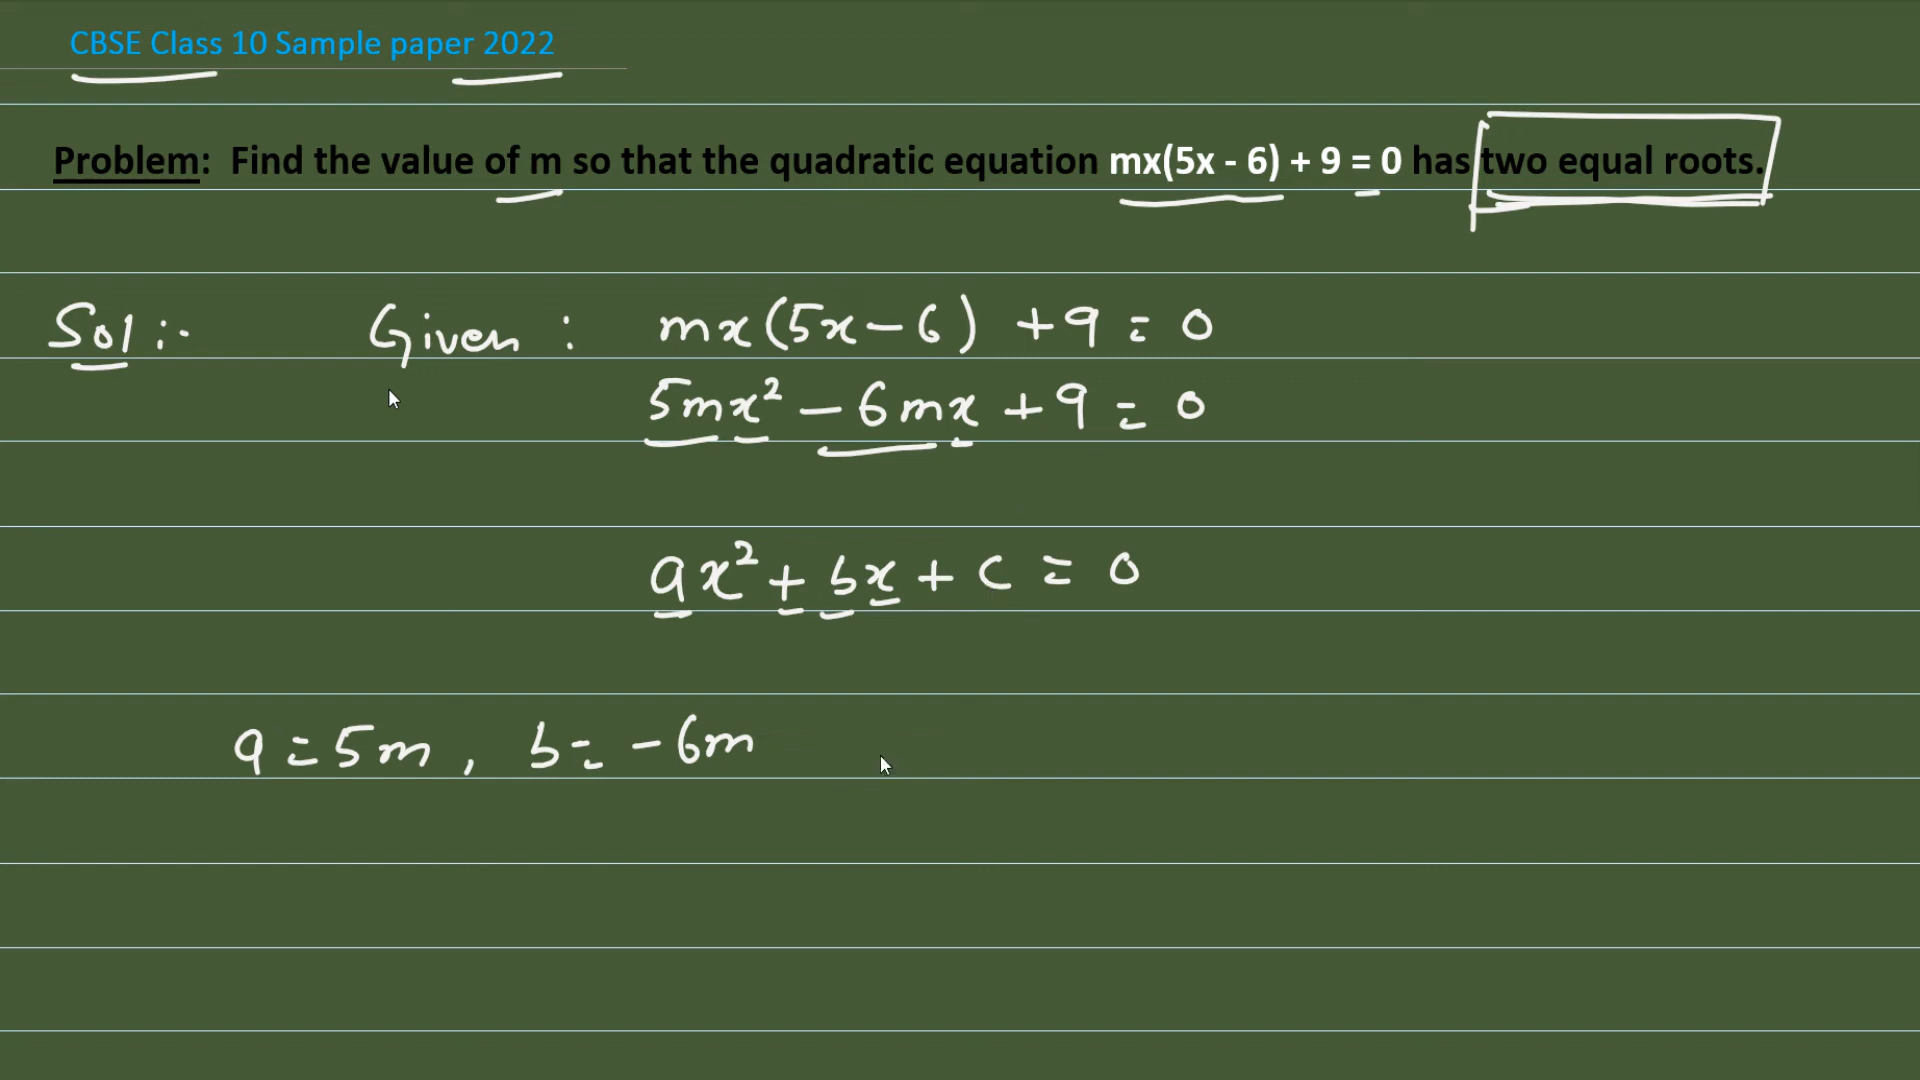 CBSE Class 10 Sample paper 2022
Problem: Find the value of m so that the quadratic equation mx(5x - 6) + 9 = 0 has two equal roots.
Sol :- Given : mx(5x-6) +9 = 0
5mx² - 6mx +9 = 0
ax² + bx + c = 0
a = 5m , b = -6m